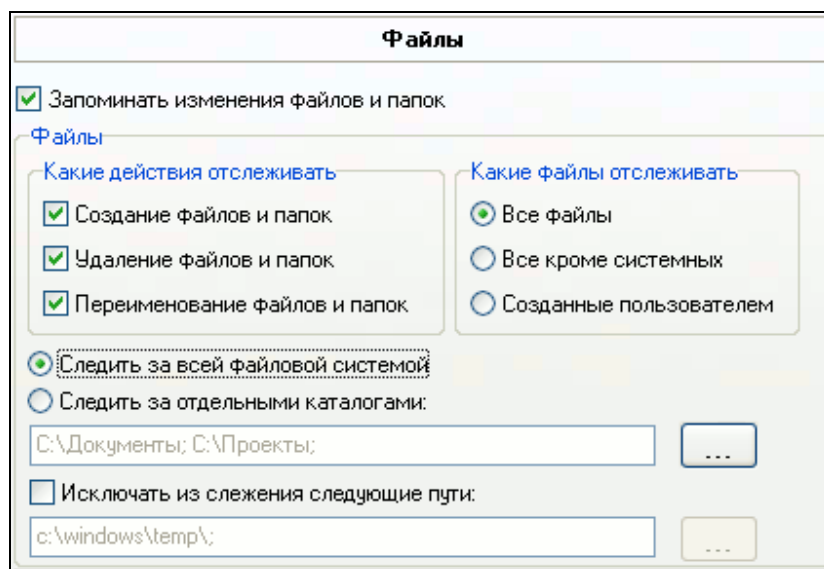 Файлы
Запоминать изменения файлов и папок
Файлы
Какие действия отслеживать
Создание файлов и папок
Удаление файлов и папок
Переименование файлов и папок
Какие файлы отслеживать
Все файлы
Все кроме системных
Созданные пользователем
Следить за всей файловой системой
Следить за отдельными каталогами:
C:\Документы; C:\Проекты;
...
Исключать из слежения следующие пути:
c:\windows\temp\;
...